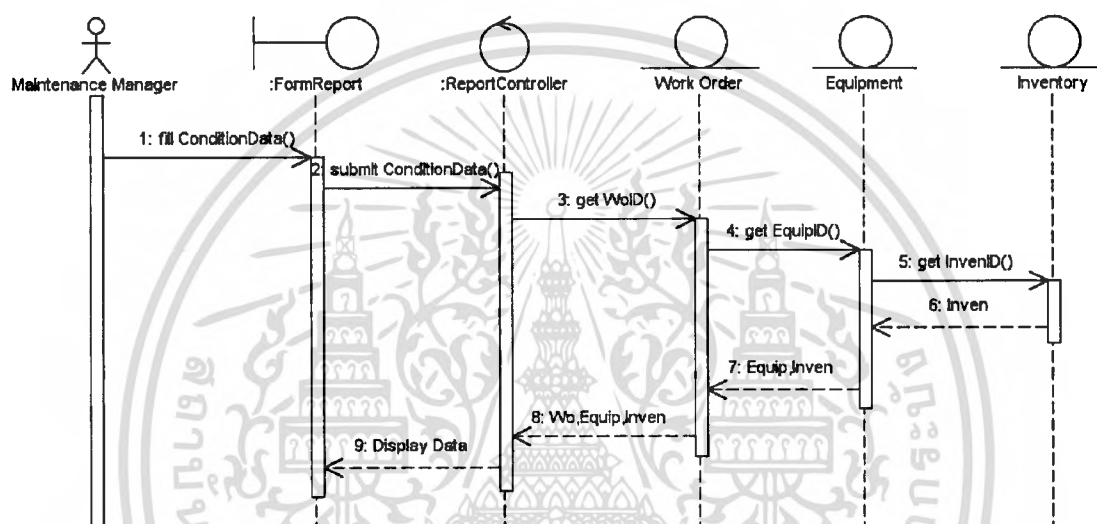 Maintenance Manager
:FormReport
:ReportController
Work Order
Equipment
Inventory
1: fill ConditionData()
2: submit ConditionData()
3: get WoID()
4: get EquipID()
5: get InvenID()
6: Inven
7: Equip,Inven
8: Wo,Equip,Inven
9: Display Data